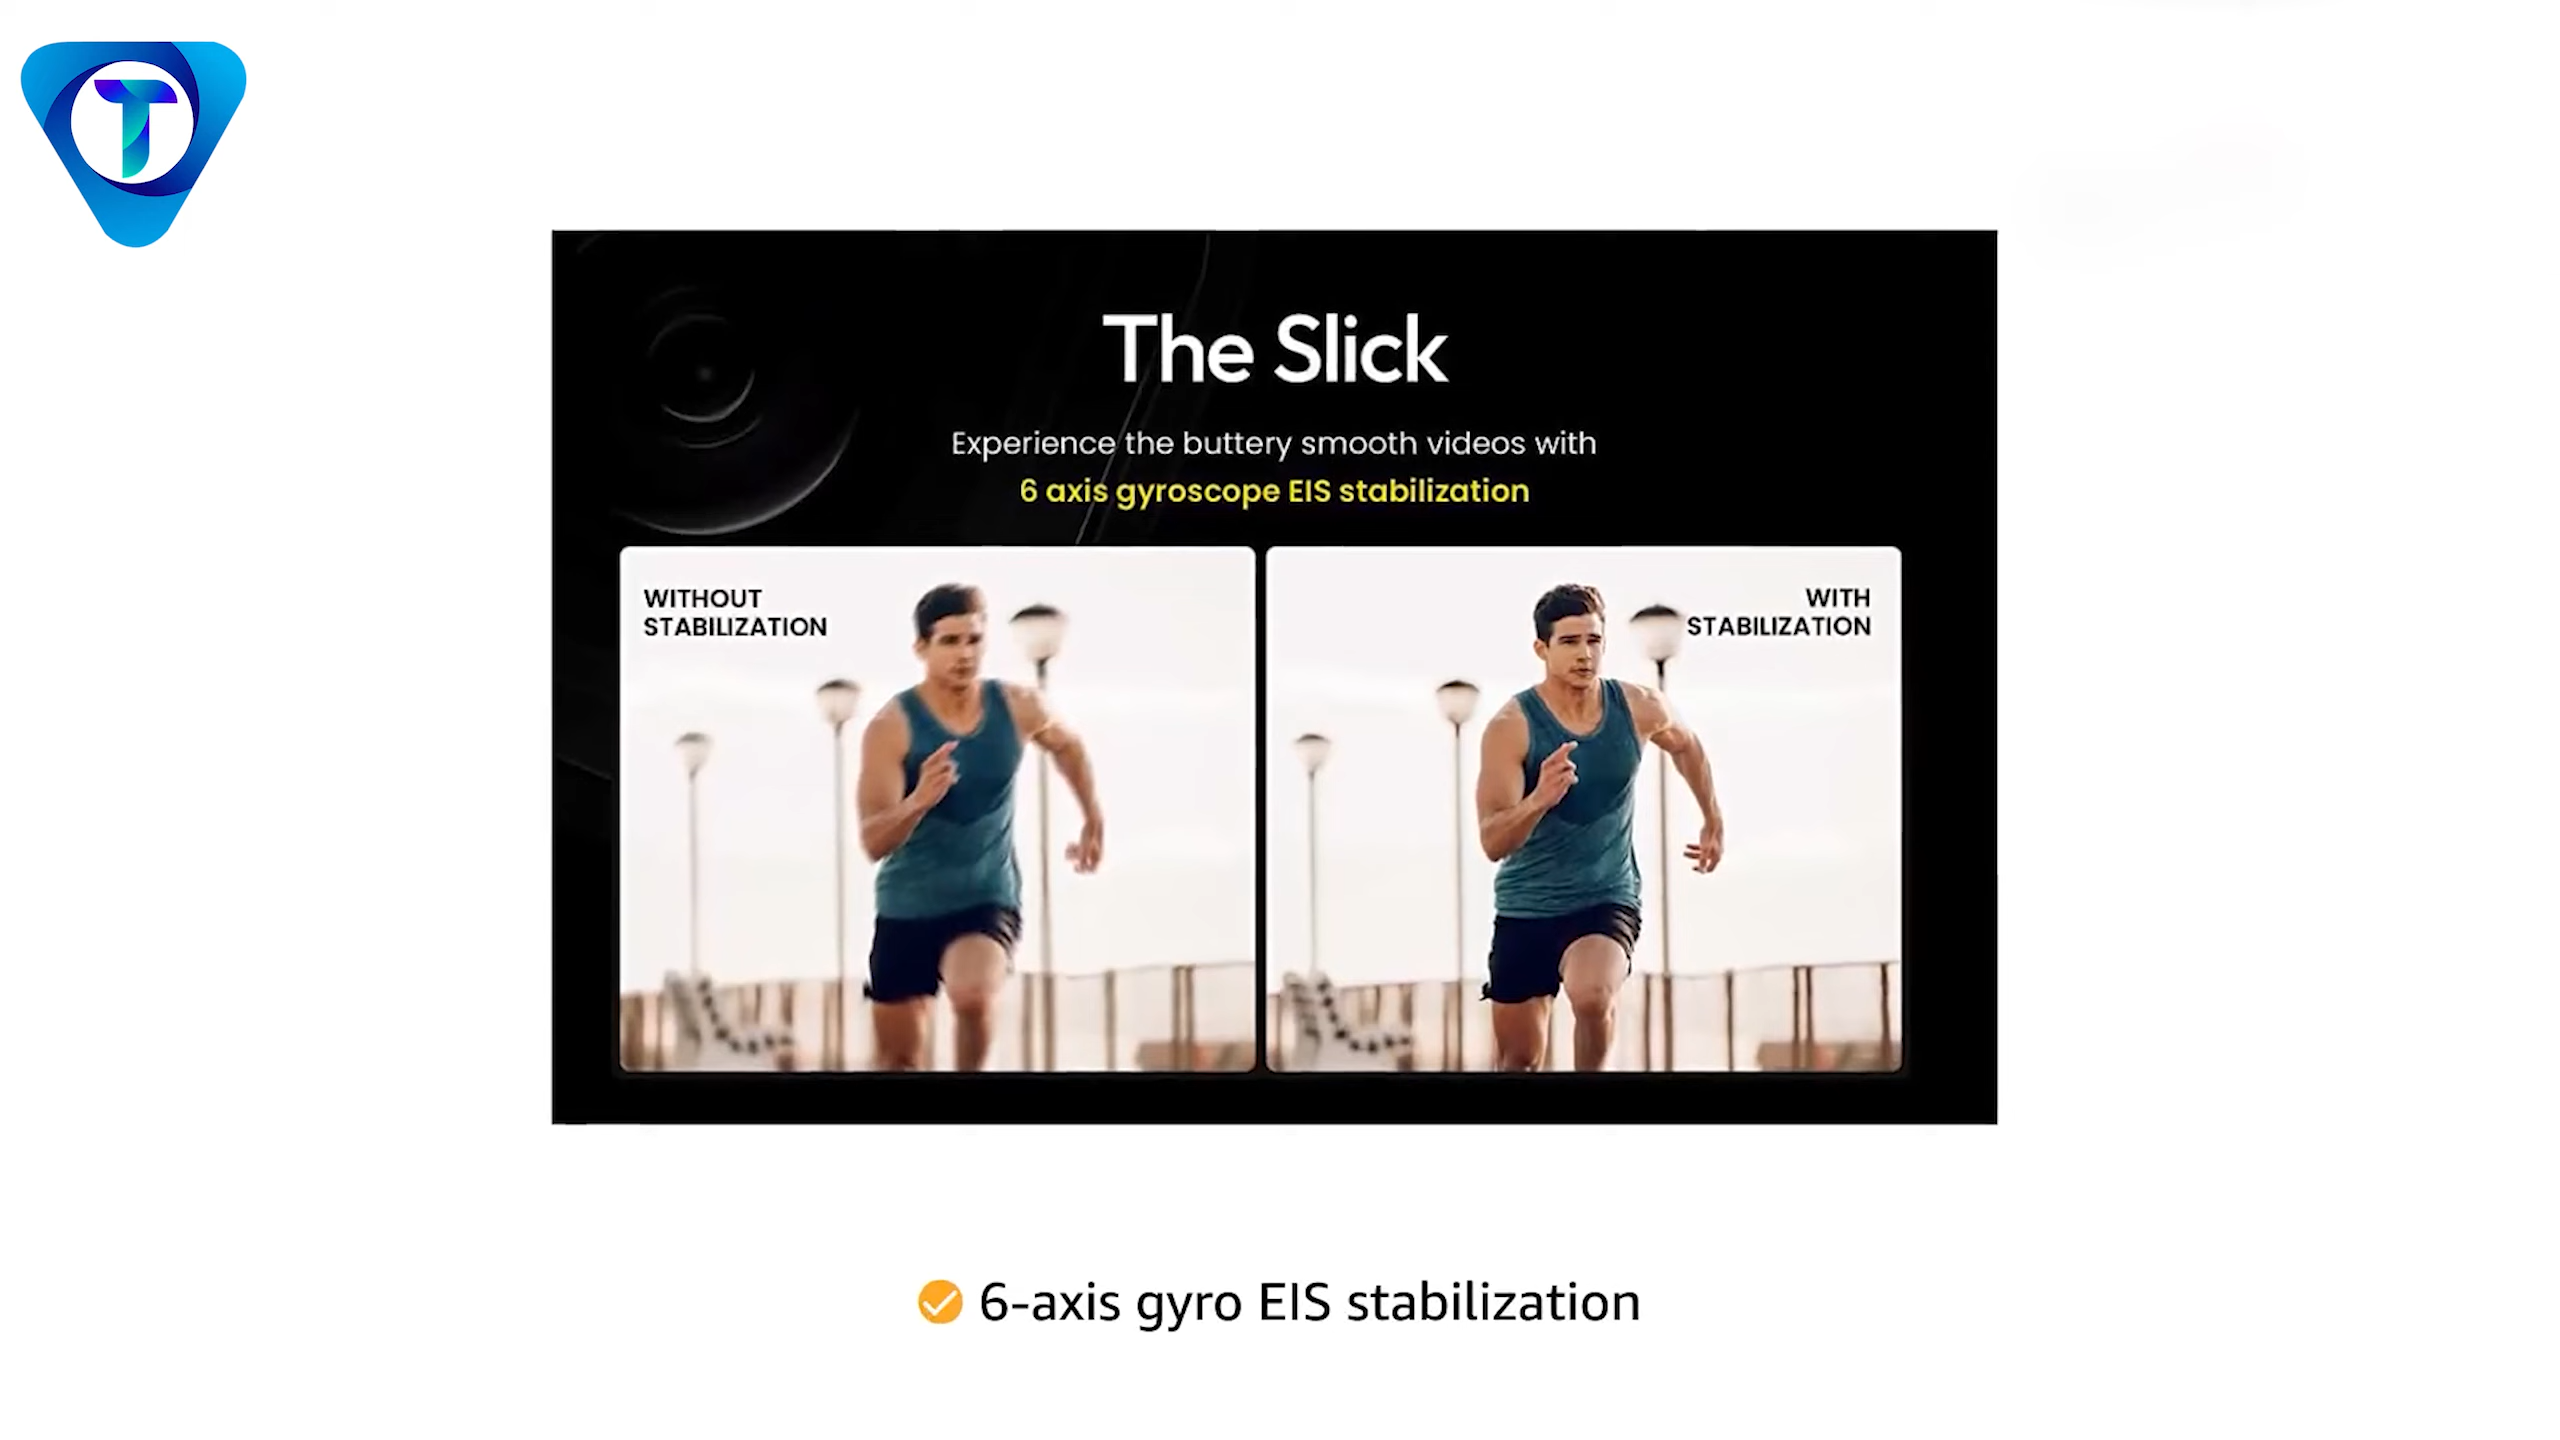 T
The Slick
Experience the buttery smooth videos with
6 axis gyroscope EIS stabilization
WITHOUT
STABILIZATION
WITH
STABILIZATION
6-axis gyro EIS stabilization